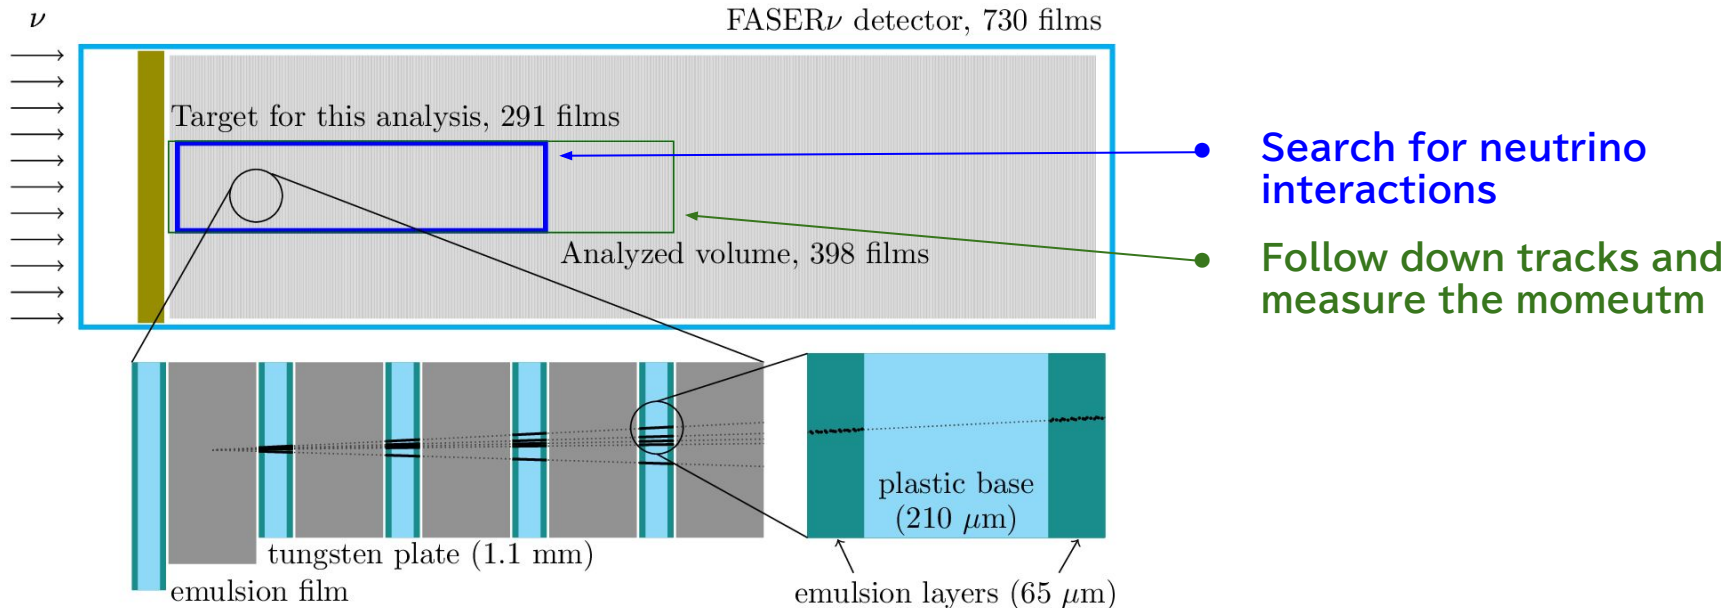 ν
FASERν detector, 730 films
Target for this analysis, 291 films
Search for neutrino
interactions
Analyzed volume, 398 films
Follow down tracks and
measure the momeutm
plastic base
(210 μm)
tungsten plate (1.1 mm)
emulsion film
emulsion layers (65 μm)